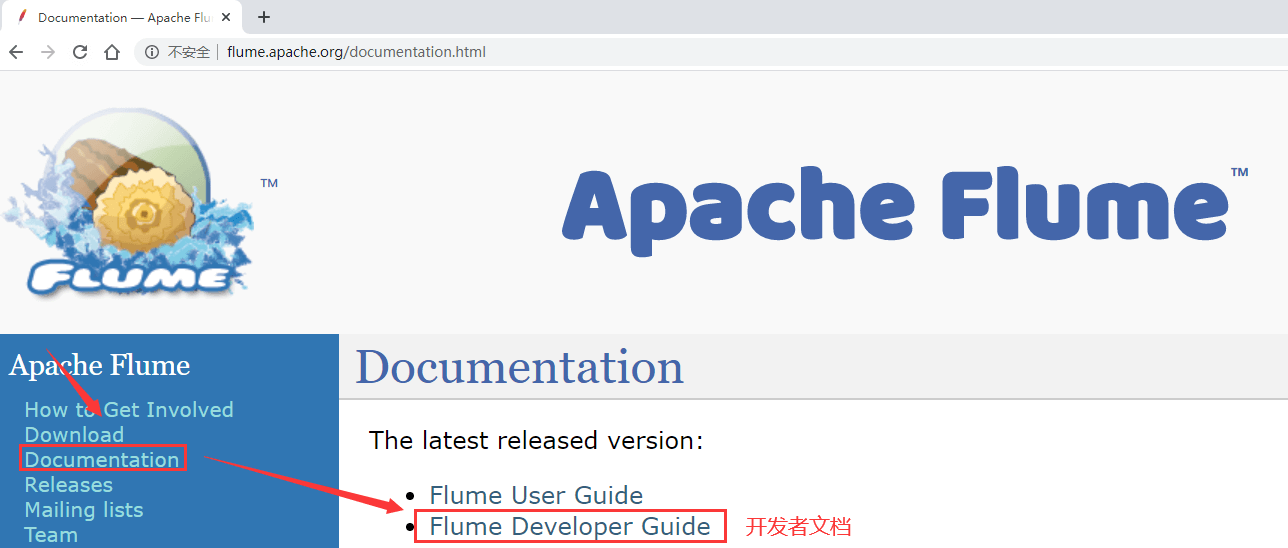 Documentation — Apache Flu
不安全 flume.apache.org/documentation.html
FLUME
TM
Apache Flume
TM
Apache Flume
How to Get Involved
Download
Documentation
Releases
Mailing lists
Team
Documentation
The latest released version:
Flume User Guide
Flume Developer Guide 开发者文档